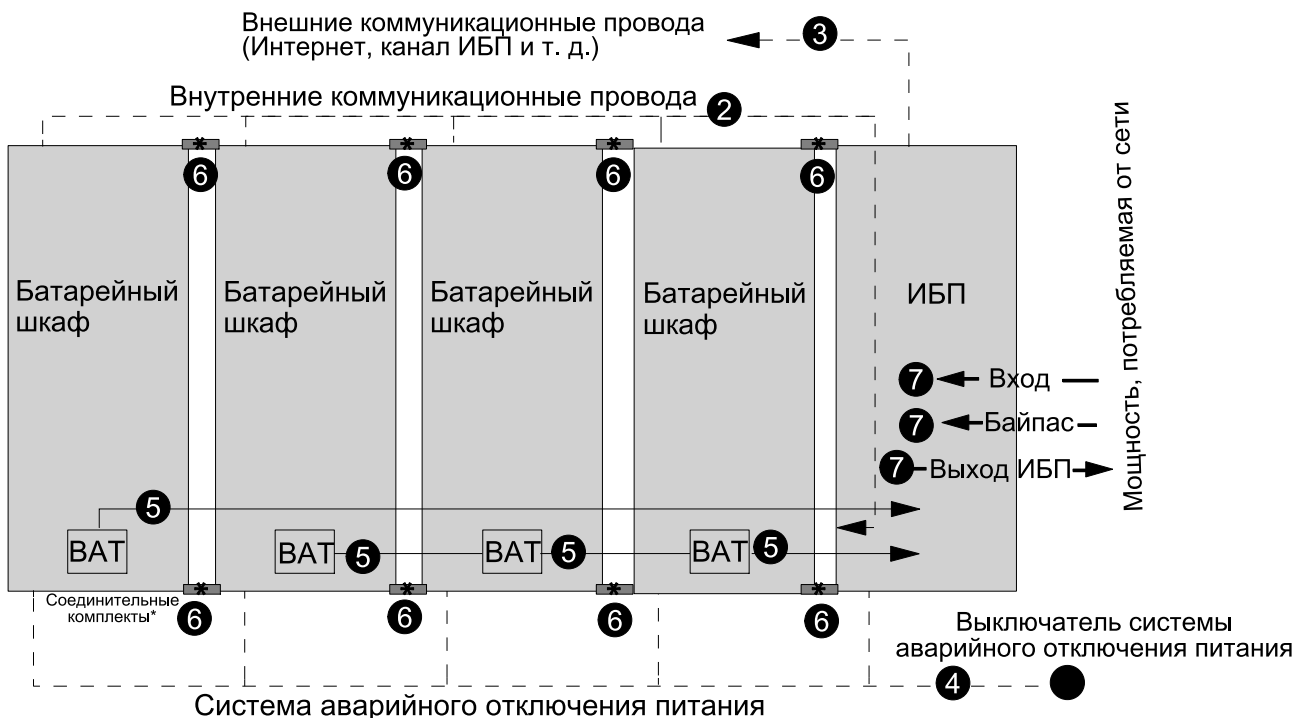 Внешние коммуникационные провода
(Интернет, канал ИБП и т. д.)
3
Внутренние коммуникационные провода
2
* * * *
6 6 6 6
Батарейный
шкаф
Батарейный
шкаф
Батарейный
шкаф
Батарейный
шкаф
ИБП
7 Вход
7 Байпас
7 Выход ИБП
Мощность, потребляемая от сети
5
BAT BAT 5 BAT 5 BAT 5
* * * *
Соединительные
комплекты*
6 6 6 6
Выключатель системы
аварийного отключения питания
4
Система аварийного отключения питания